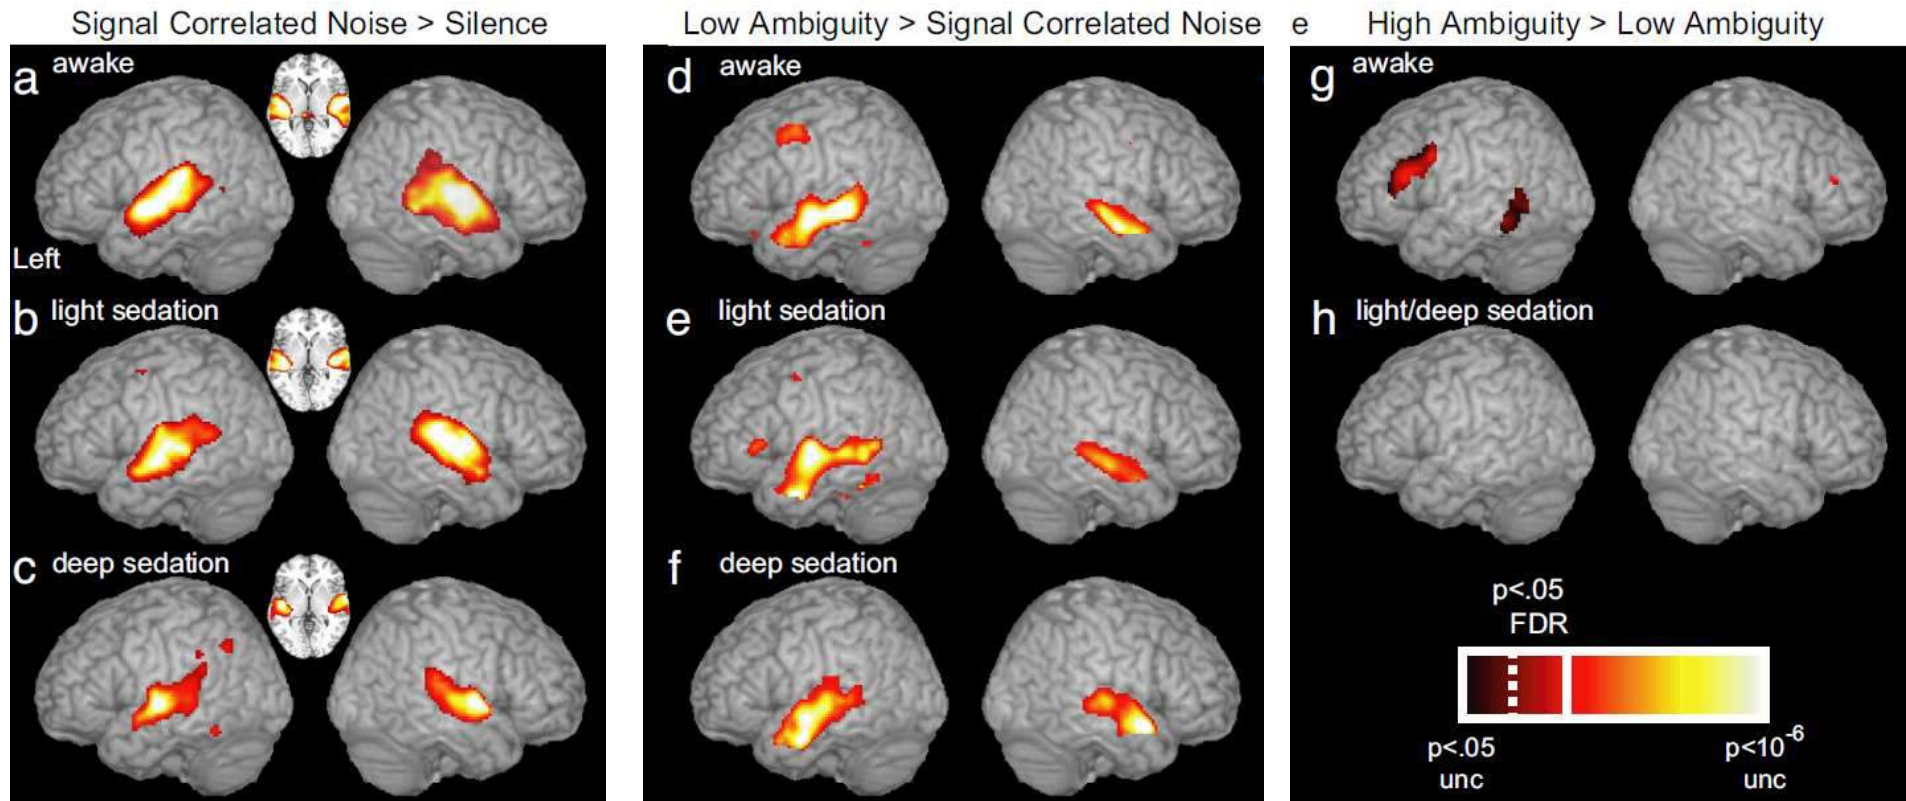 Signal Correlated Noise > Silence
Low Ambiguity > Signal Correlated Noise
e High Ambiguity > Low Ambiguity
a awake
Left
b light sedation
c deep sedation
d awake
e light sedation
f deep sedation
g awake
h light/deep sedation
p<.05
FDR
p<.05
unc
p<10-6
unc